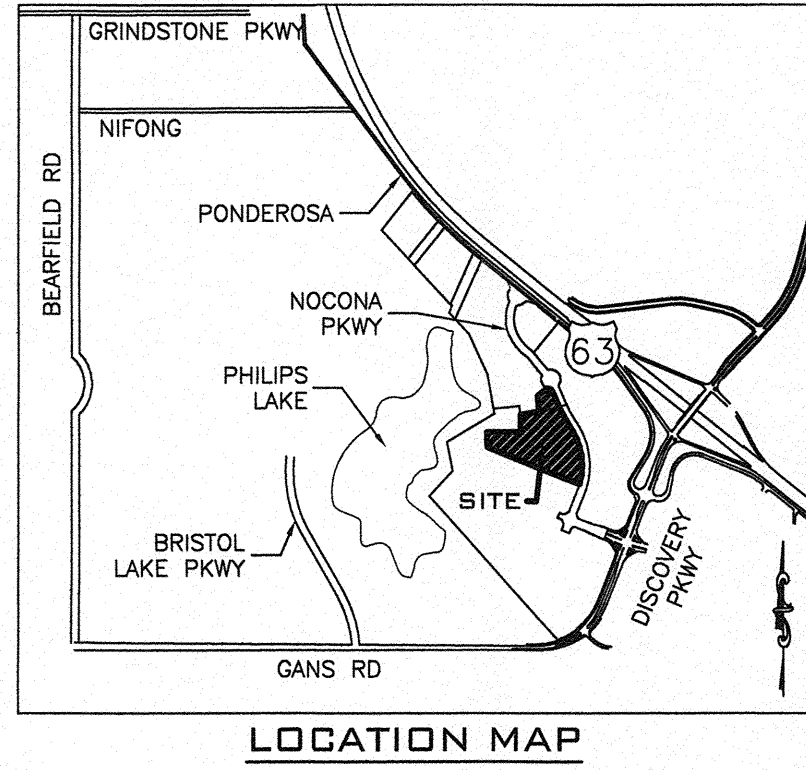 GRINDSTONE PKWY
NIFONG
BEARFIELD RD
PONDEROSA
NOCONA
PKWY
63
PHILIPS
LAKE
SITE
BRISTOL
LAKE PKWY
DISCOVERY
PKWY
GANS RD
LOCATION MAP